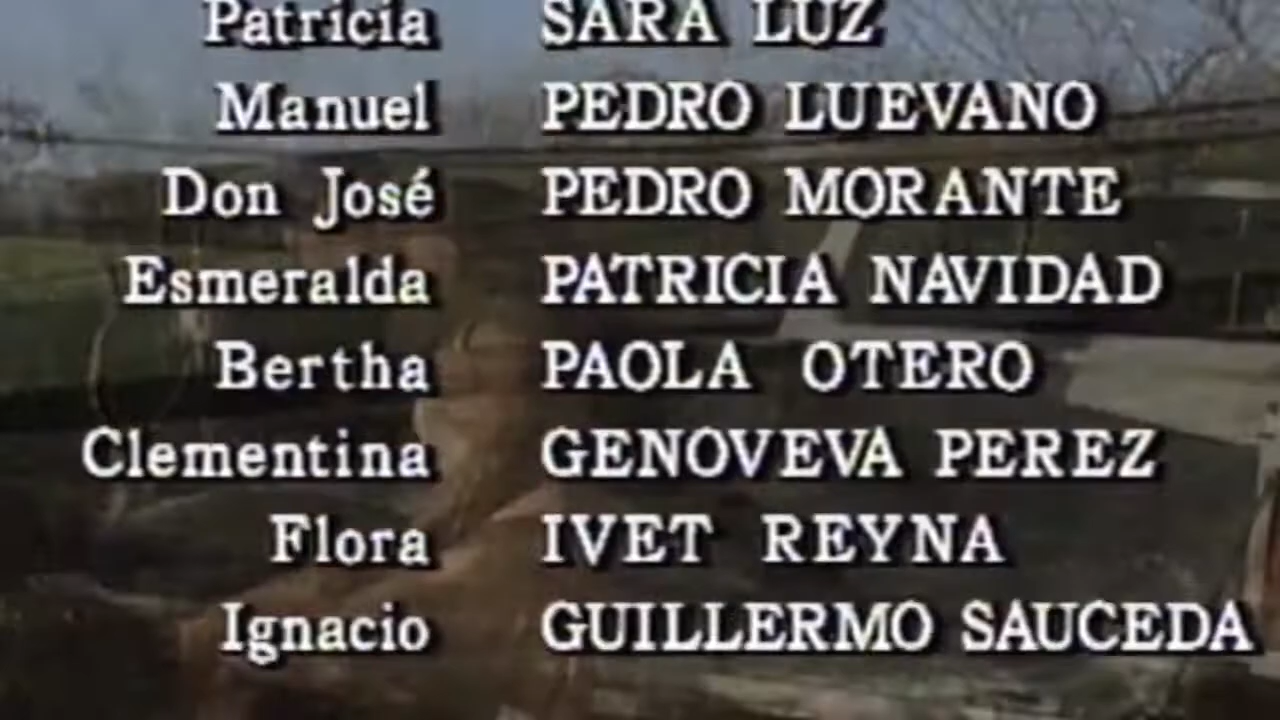 Patricia SARA LUZ
Manuel PEDRO LUEVANO
Don José PEDRO MORANTE
Esmeralda PATRICIA NAVIDAD
Bertha PAOLA OTERO
Clementina GENOVEVA PEREZ
Flora IVET REYNA
Ignacio GUILLERMO SAUCEDA